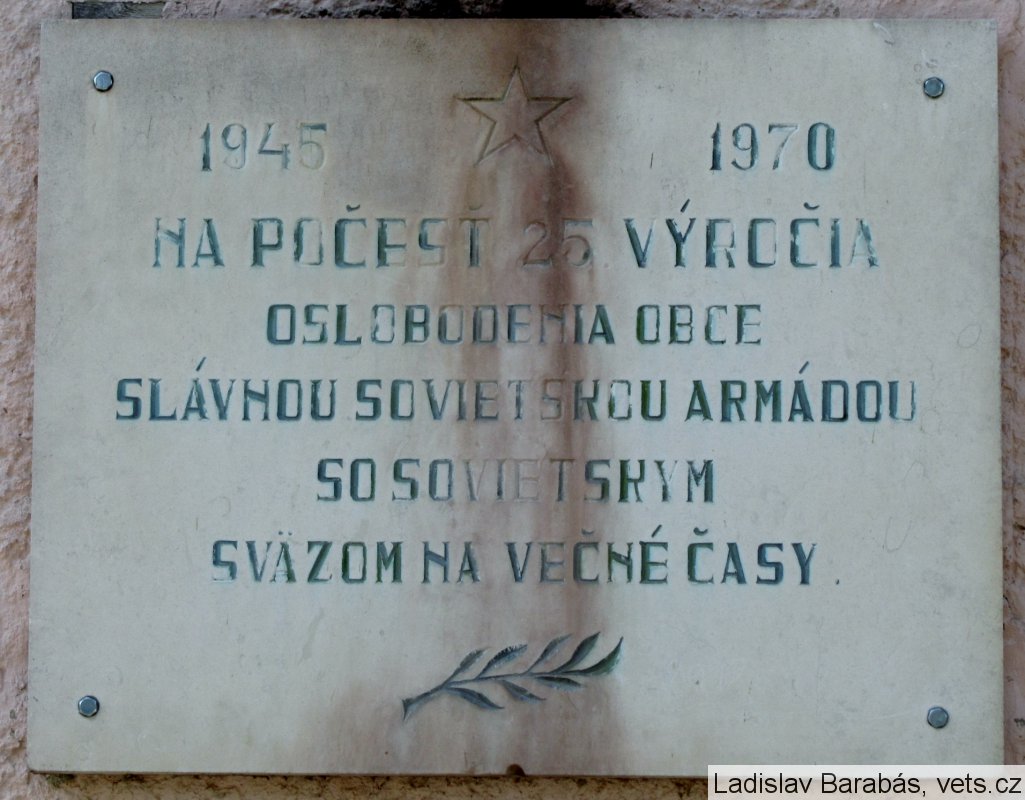 1945 1970
NA POČESŤ 25. VÝROČIA
OSLOBODENIA OBCE
SLÁVNOU SOVIETSKOU ARMÁDOU
SO SOVIETSKYM
SVÄZOM NA VEČNÉ ČASY.
Ladislav Barabás, vets.cz